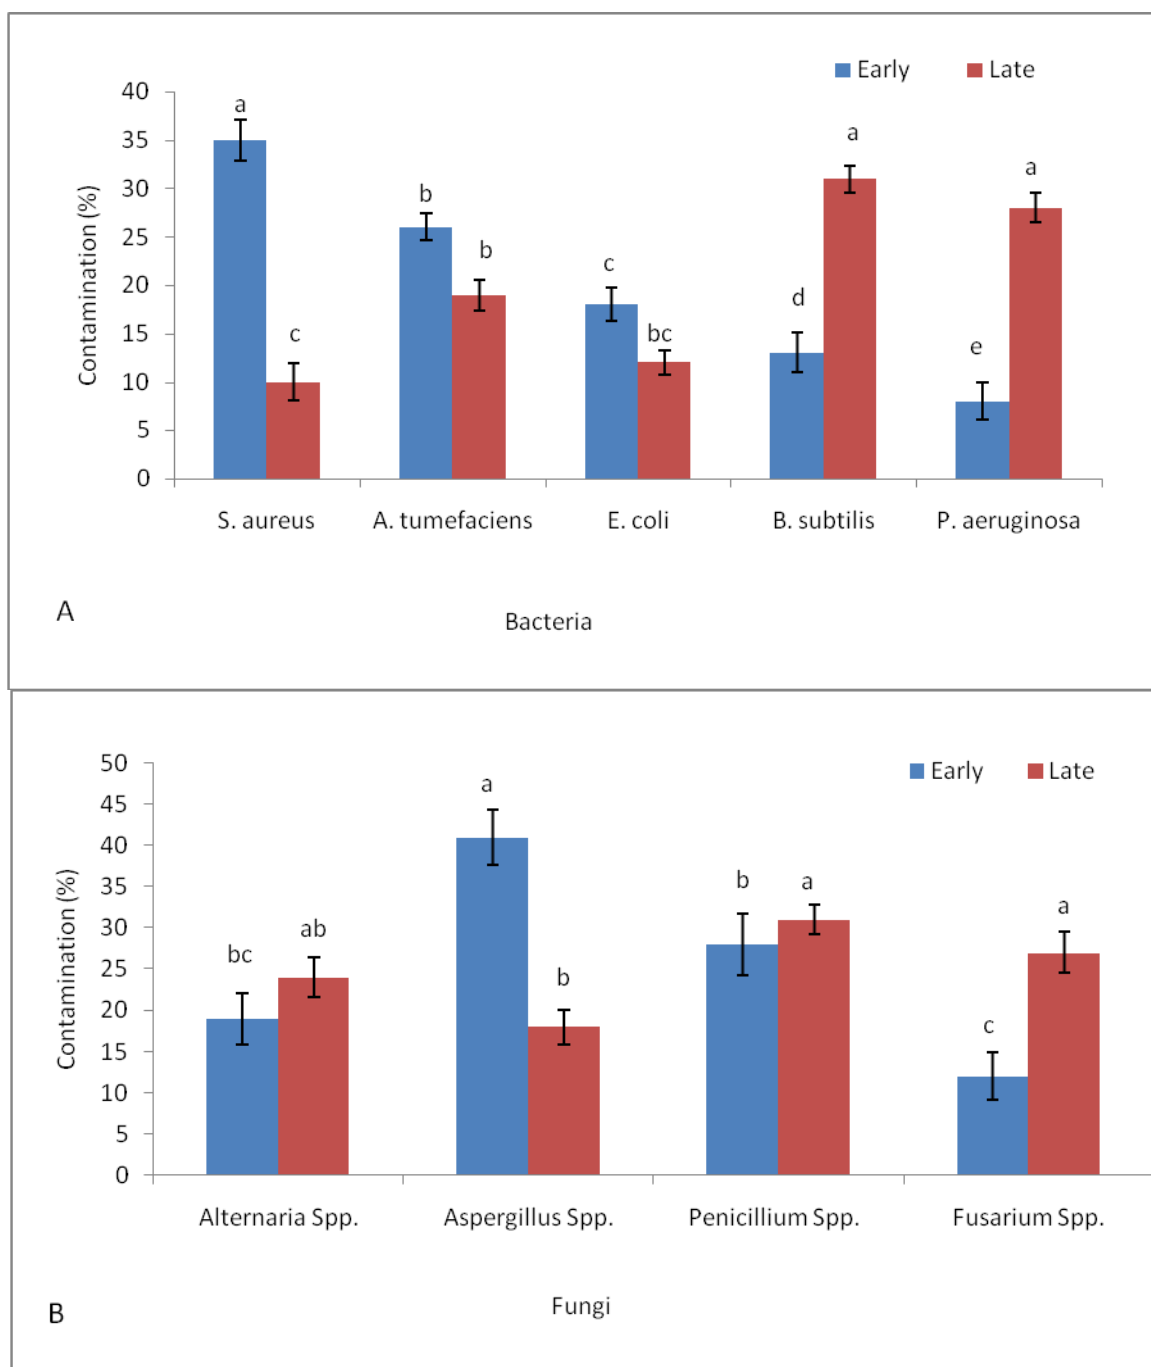 Early Late
40
35
30
25
20
15
10
5
0
Contamination (%)
a
c
b
b
c
bc
d
a
e
a
S. aureus A. tumefaciens E. coli B. subtilis P. aeruginosa
A
Bacteria
Early Late
50
45
40
35
30
25
20
15
10
5
0
Contamination (%)
bc
ab
a
b
b
a
c
a
Alternaria Spp. Aspergillus Spp. Penicillium Spp. Fusarium Spp.
B
Fungi